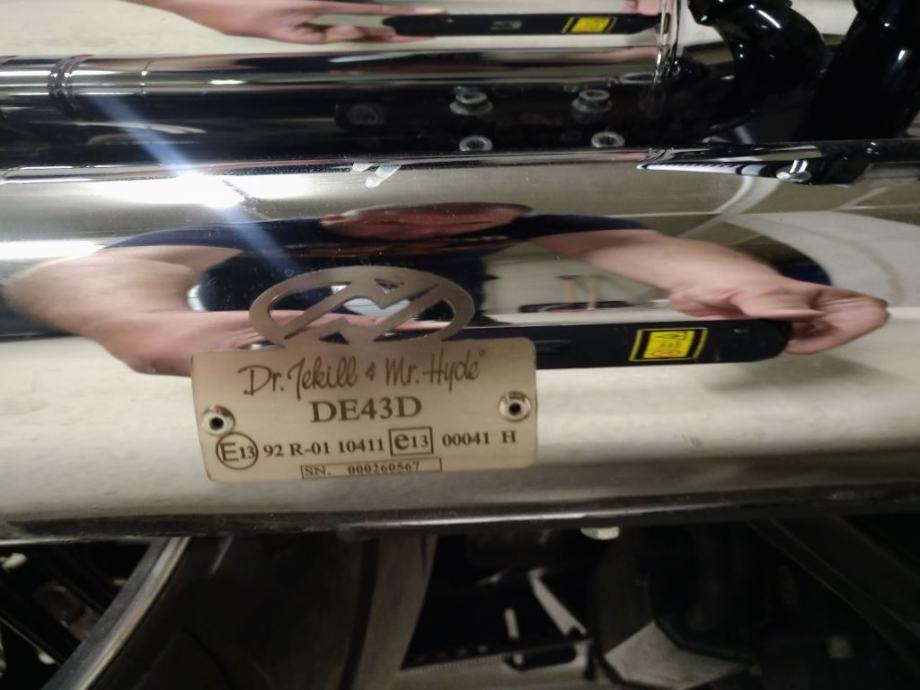 Dr. Jekill & Mr. Hyde®
DE43D
E13 92 R-01 10411 e13 00041 H
SN. 000260567